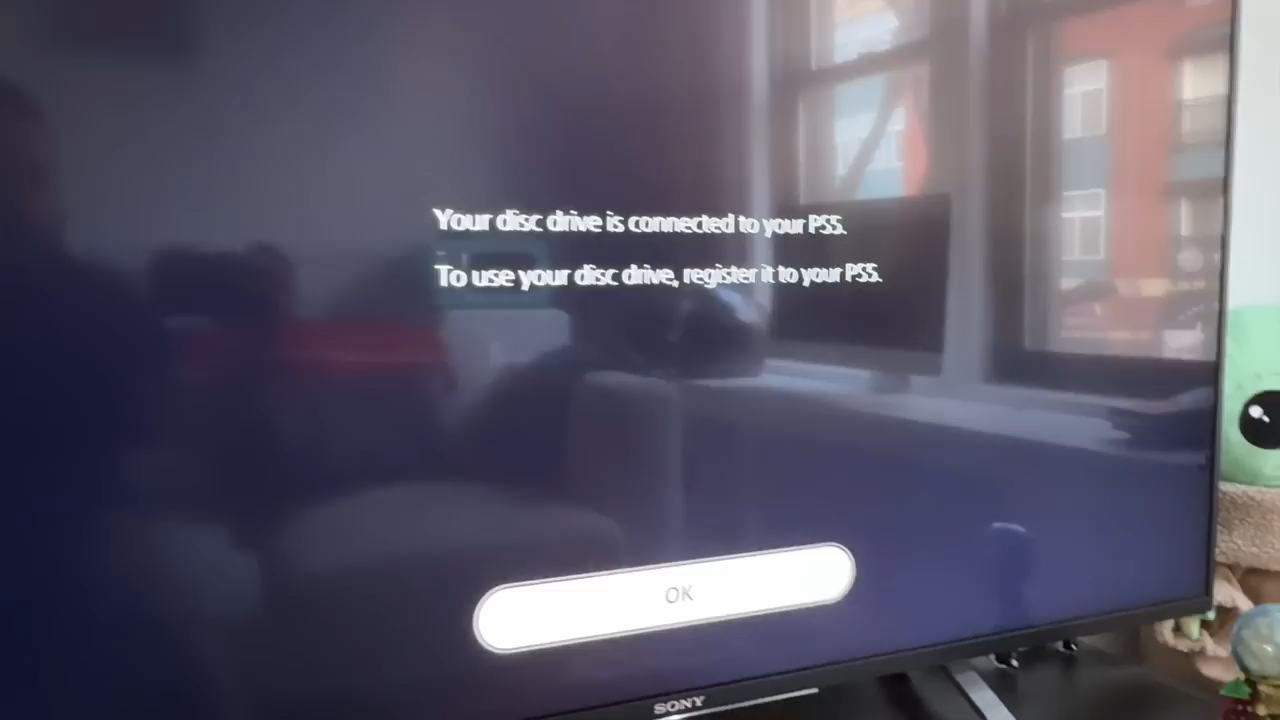 Your disc drive is connected to your PS5.
To use your disc drive, register it to your PS5.
OK
SONY